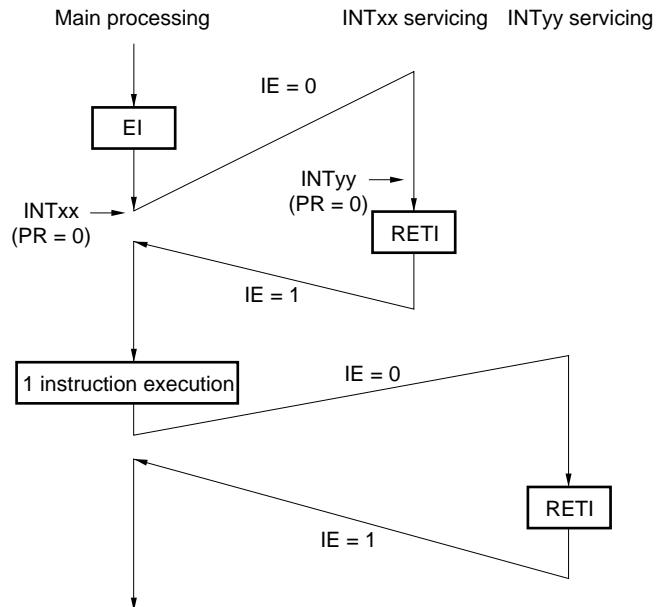 Main processing
INTxx servicing
INTyy servicing
IE = 0
EI
INTyy
(PR = 0)
INTxx
(PR = 0)
RETI
IE = 1
1 instruction execution
IE = 0
RETI
IE = 1